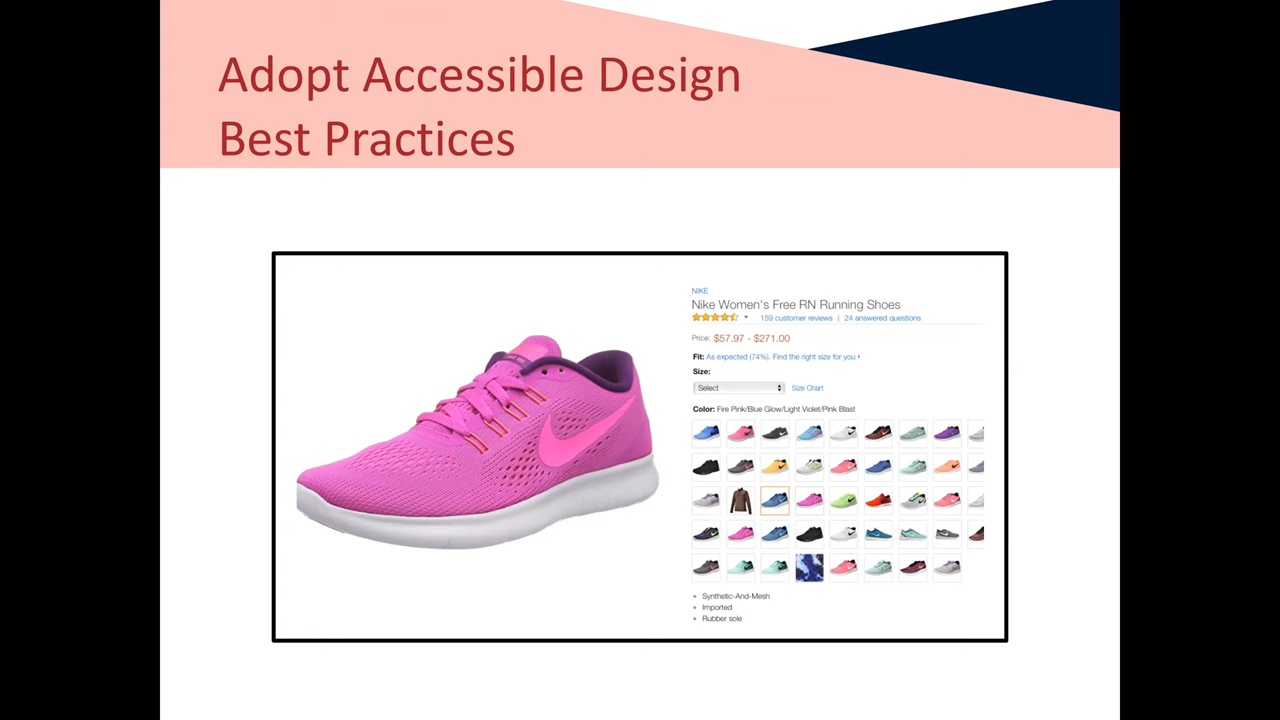 Adopt Accessible Design
Best Practices
NIKE
Nike Women's Free RN Running Shoes
159 customer reviews | 24 answered questions
Price: $57.97 - $271.00
Fit: As expected (74%). Find the right size for you
Size:
Select Size Chart
Color: Fire Pink/Blue Glow/Light Violet/Pink Blast
Synthetic-And-Mesh
Imported
Rubber sole